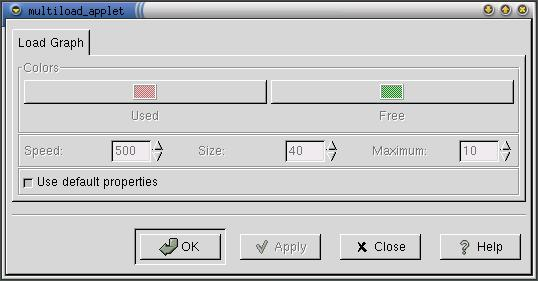 multiload_applet
Load Graph
Colors
Used Free
Speed: 500 Size: 40 Maximum: 10
Use default properties
OK Apply Close Help